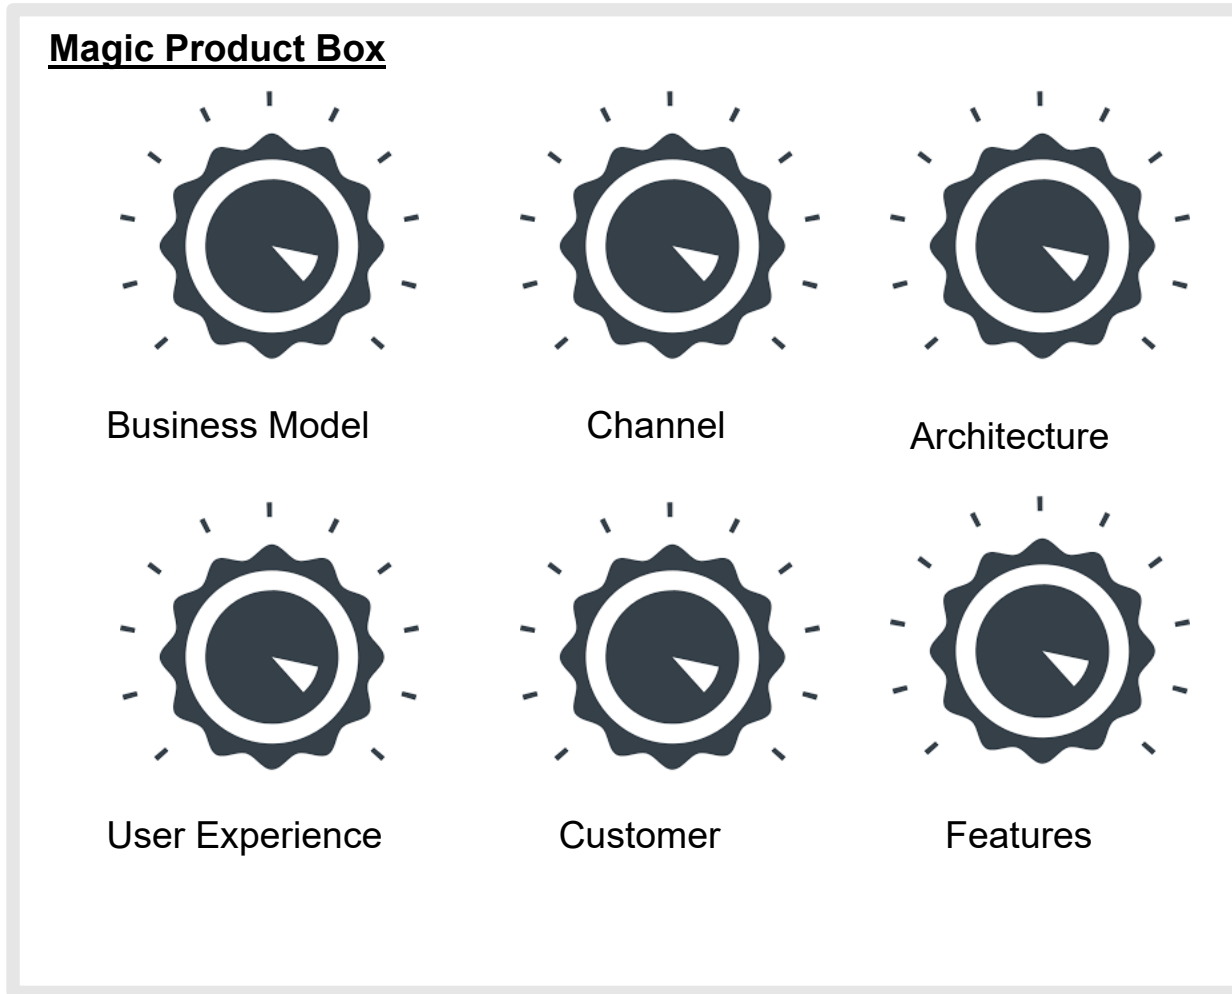 Magic Product Box
Business Model
Channel
Architecture
User Experience
Customer
Features